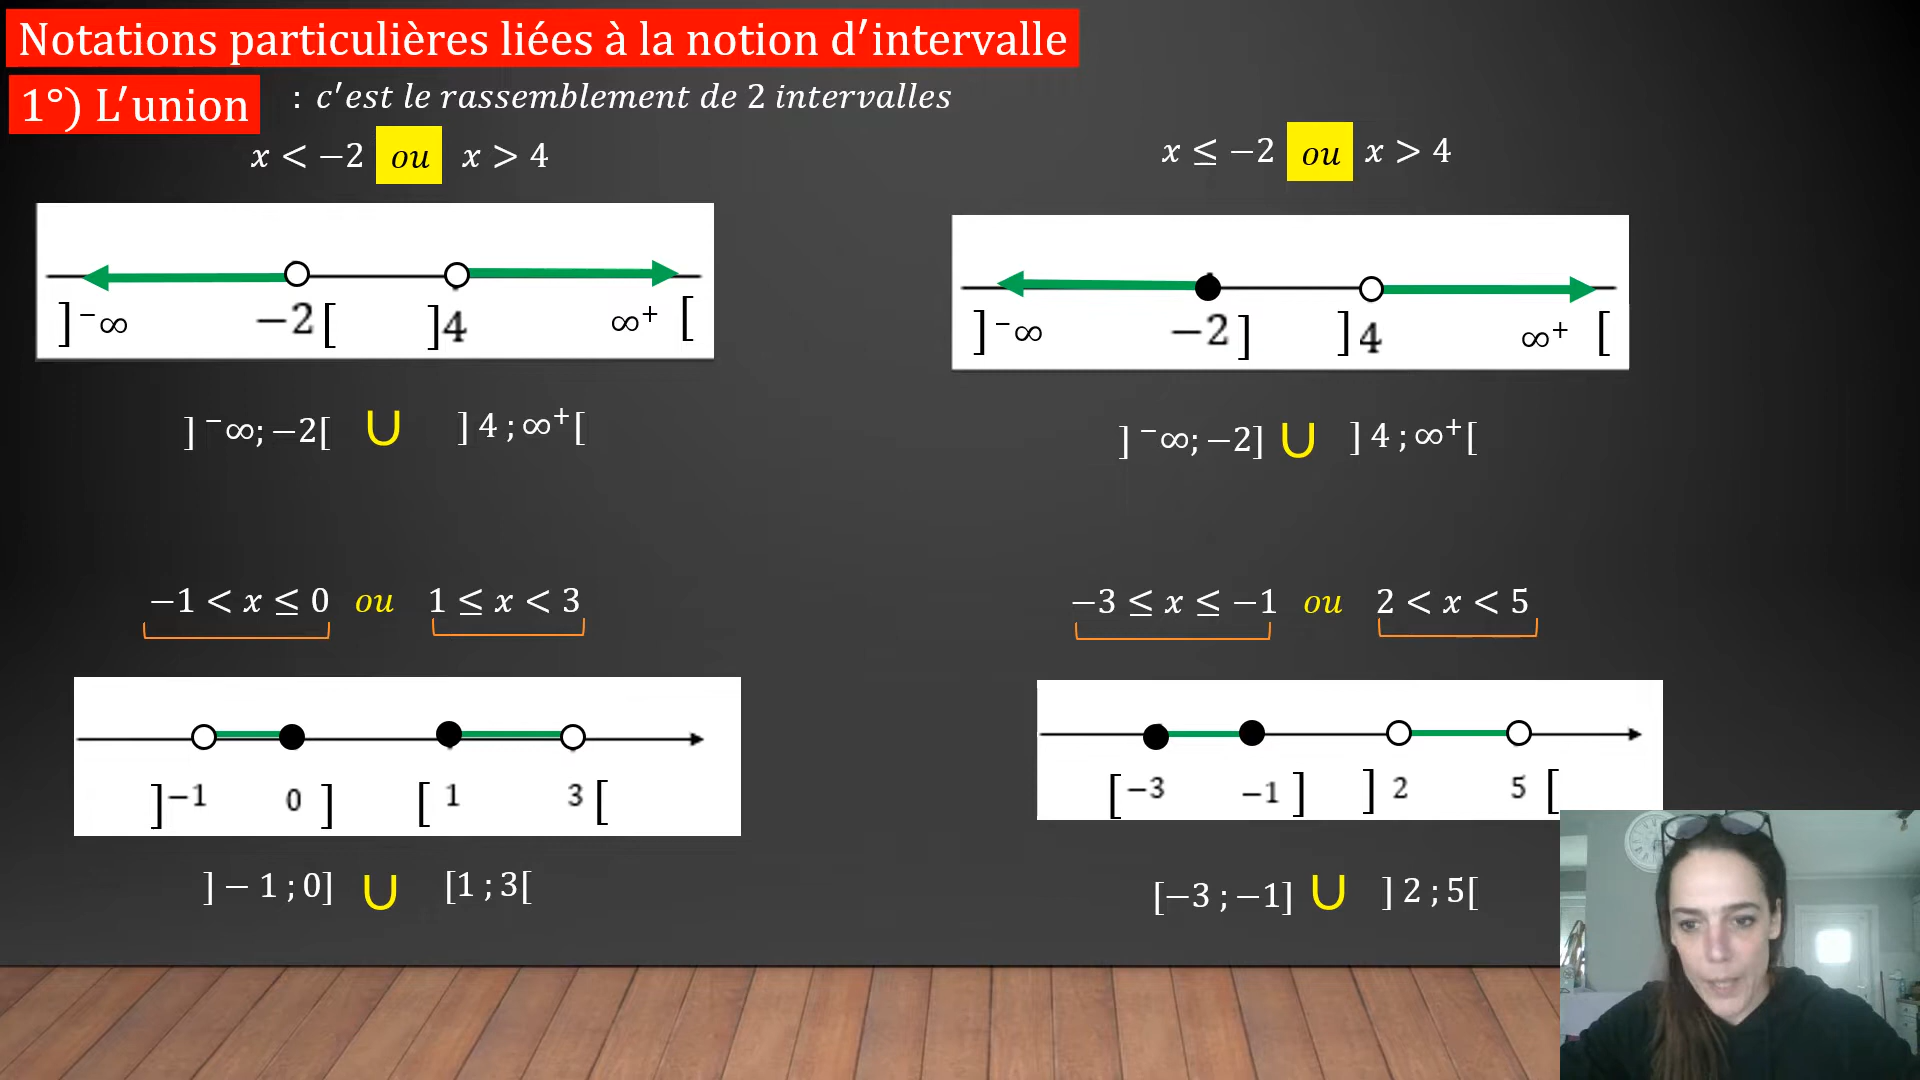 Notations particulières liées à la notion d′intervalle
1°) L′union : c′est le rassemblement de 2 intervalles
x < −2 ou x > 4
]⁻∞ −2[ ]4 ∞⁺ [
] ⁻∞; −2[ ∪ ] 4 ; ∞⁺[
x ≤ −2 ou x > 4
]⁻∞ −2] ]4 ∞⁺ [
] ⁻∞; −2] ∪ ] 4 ; ∞⁺[
−1 < x ≤ 0 ou 1 ≤ x < 3
]−1 0 ] [ 1 3 [
] − 1 ; 0] ∪ [1 ; 3[
−3 ≤ x ≤ −1 ou 2 < x < 5
[−3 −1 ] ] 2 5 [
[−3 ; −1] ∪ ] 2 ; 5[